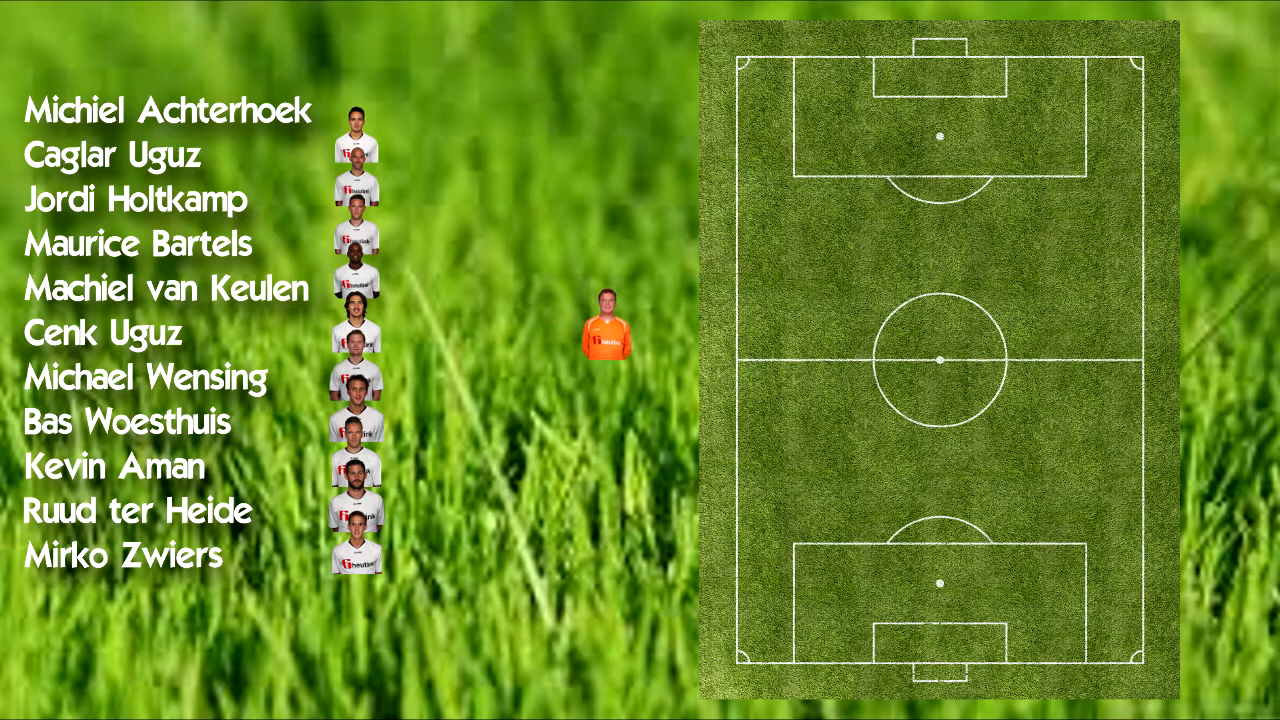 Michiel Achterhoek
Caglar Uguz
Jordi Holtkamp
Maurice Bartels
Machiel van Keulen
Cenk Uguz
Michael Wensing
Bas Woesthuis
Kevin Aman
Ruud ter Heide
Mirko Zwiers
heutink